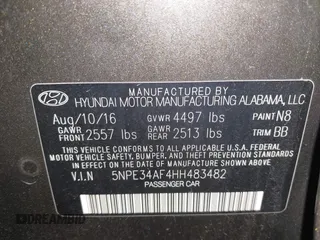 MANUFACTURED BY
HYUNDAI MOTOR MANUFACTURING ALABAMA, LLC
Aug/10/16 GVWR 4497 lbs PAINT N8
GAWR FRONT 2557 lbs GAWR REAR 2513 lbs TRIM BB
THIS VEHICLE CONFORMS TO ALL APPLICABLE U.S. FEDERAL
MOTOR VEHICLE SAFETY, BUMPER, AND THEFT PREVENTION
STANDARDS IN EFFECT ON THE DATE OF MANUFACTURE
SHOWN ABOVE.
V.I.N 5NPE34AF4HH483482
PASSENGER CAR
DREAMBID